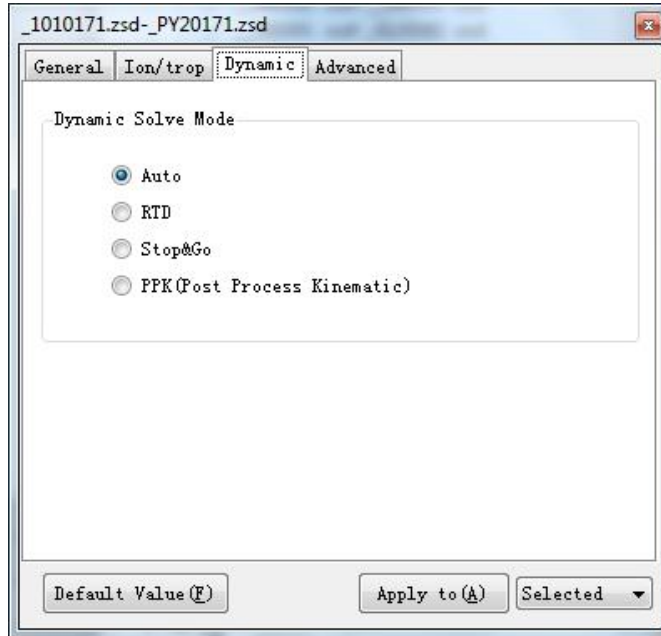 _1010171.zsd-_PY20171.zsd
General Ion/trop Dynamic Advanced
Dynamic Solve Mode
Auto
RTD
Stop&Go
PPK(Post Process Kinematic)
Default Value(F) Apply to(A) Selected